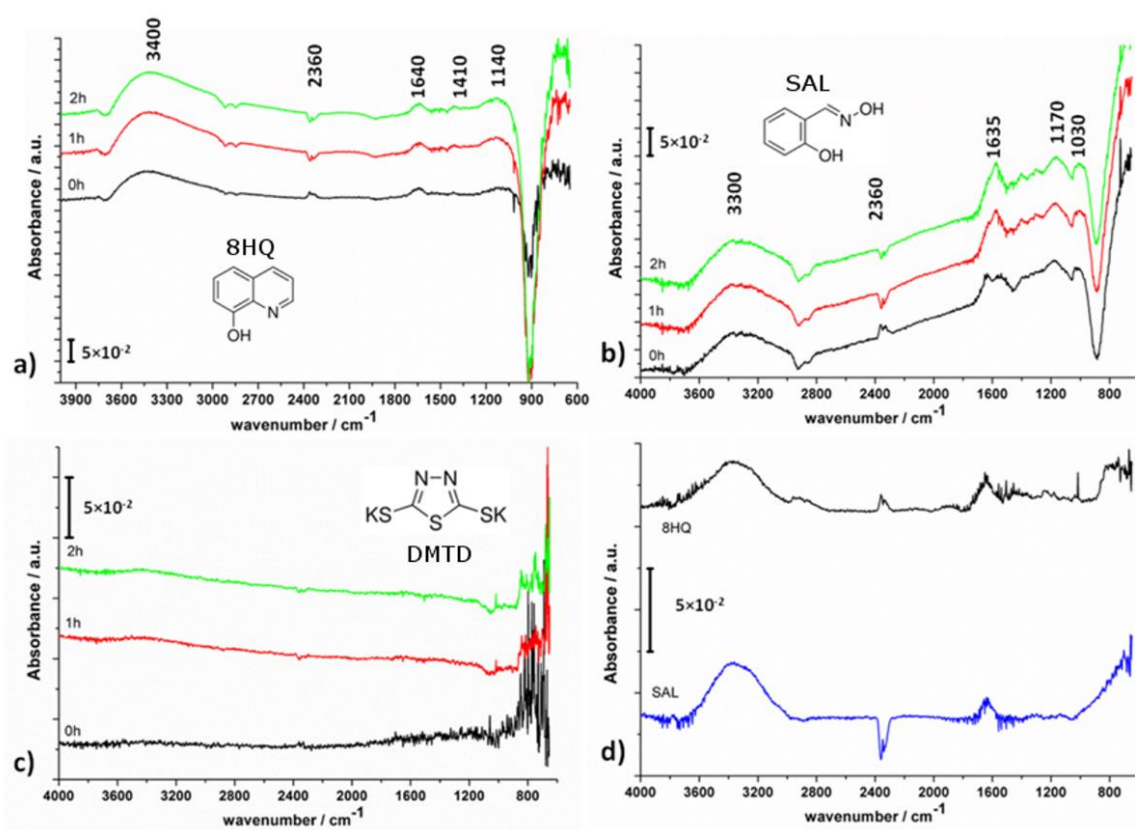 3400
2360
1640
1410
1140
2h
1h
0h
8HQ
N
OH
5×10-2
a)
Absorbance / a.u.
3900 3600 3300 3000 2700 2400 2100 1800 1500 1200 900 600
wavenumber / cm-1
SAL
N
OH
OH
5×10-2
3300
2360
1635
1170
1030
2h
1h
0h
b)
Absorbance / a.u.
4000 3600 3200 2800 2400 2000 1600 1200 800
wavenumber / cm-1
5×10-2
N N
KS S SK
DMTD
2h
1h
0h
c)
Absorbance / a.u.
4000 3600 3200 2800 2400 2000 1600 1200 800
wavenumber / cm-1
8HQ
5×10-2
SAL
d)
Absorbance / a.u.
4000 3600 3200 2800 2400 2000 1600 1200 800
wavenumber / cm-1